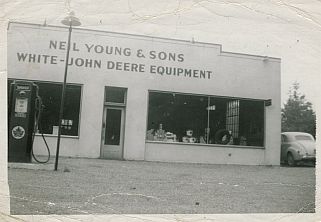 NEIL YOUNG & SONS
WHITE-JOHN DEERE EQUIPMENT